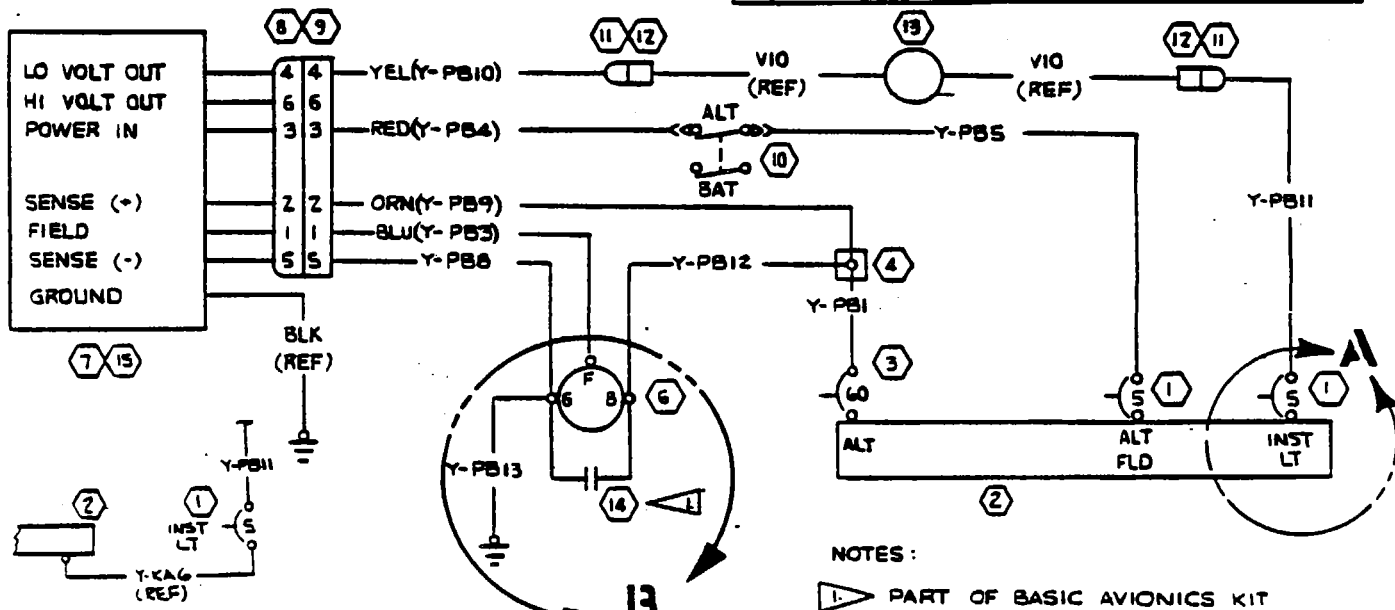 8 9
11 12
13
12 11
LO VOLT OUT
4 4
YEL(Y-PB10)
V10
(REF)
V10
(REF)
HI VOLT OUT
6 6
POWER IN
3 3
RED(Y-PB4)
ALT
Y-PB5
10
BAT
Y-PB11
SENSE (+)
2 2
ORN(Y-PB9)
FIELD
1 1
BLU(Y-PB3)
SENSE (-)
5 5
Y-PB8
Y-PB12
4
GROUND
Y-PB1
BLK
(REF)
7 15
3
A
F
G
B
6
60
5
1
5
1
ALT
ALT
FLD
INST
LT
Y-PB11
Y-PB13
2
1
INST
LT
5
14
1
2
Y-KA6
(REF)
B
NOTES:
1. PART OF BASIC AVIONICS KIT